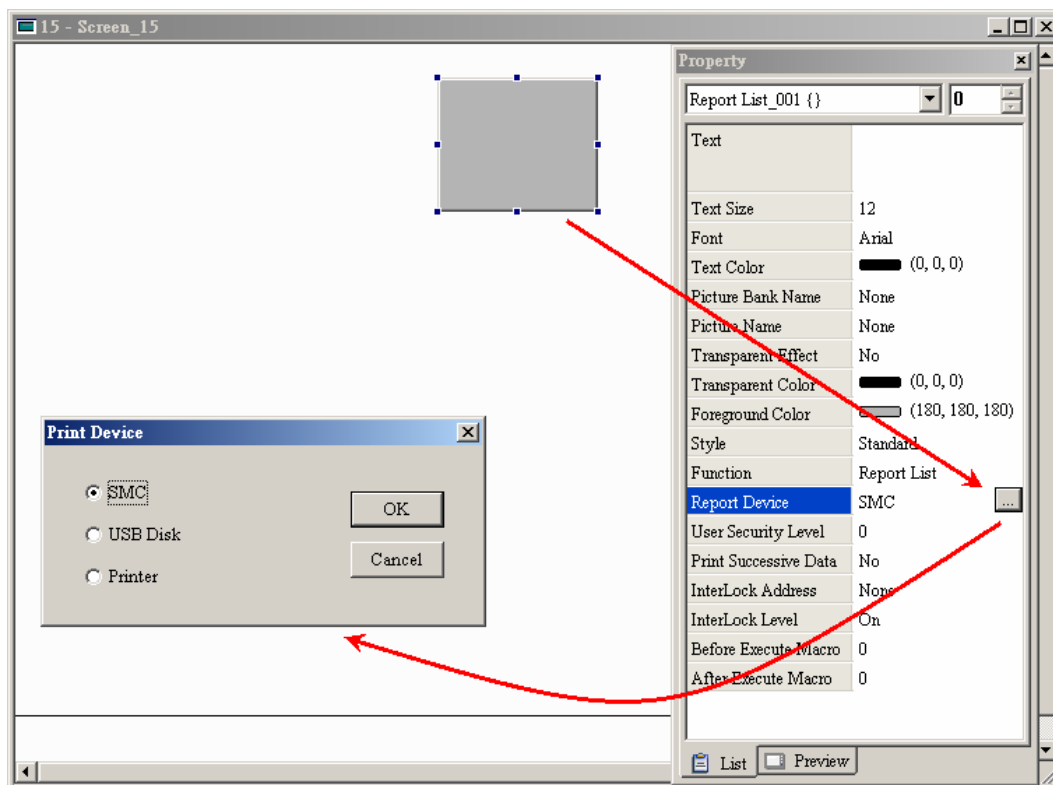 15 - Screen_15
Property
Report List_001 {}
0
Text
Text Size 12
Font Arial
Text Color (0, 0, 0)
Picture Bank Name None
Picture Name None
Transparent Effect No
Transparent Color (0, 0, 0)
Foreground Color (180, 180, 180)
Style Standard
Function Report List
Report Device SMC ...
User Security Level 0
Print Successive Data No
InterLock Address None
InterLock Level On
Before Execute Macro 0
After Execute Macro 0
List Preview
Print Device
SMC
USB Disk
Printer
OK
Cancel